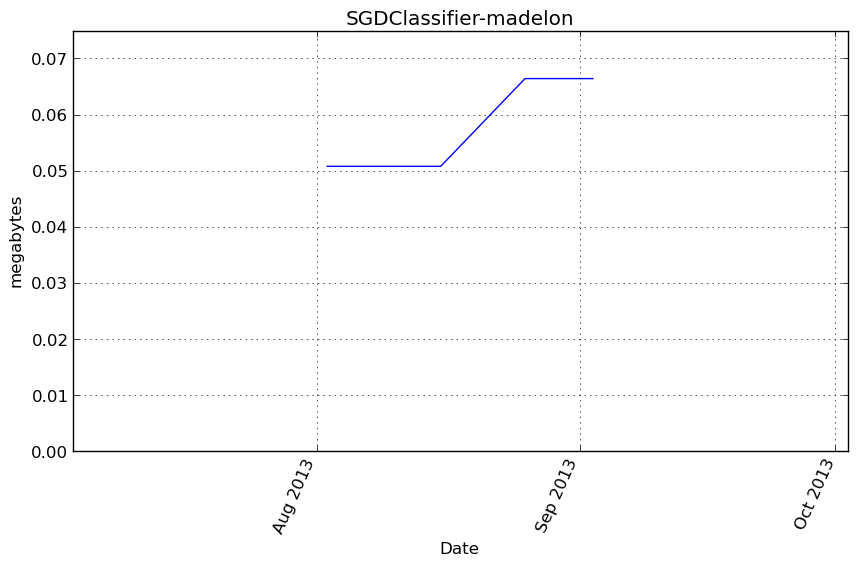 SGDClassifier-madelon
0.07
0.06
0.05
0.04
0.03
0.02
0.01
0.00
megabytes
Aug 2013
Sep 2013
Oct 2013
Date